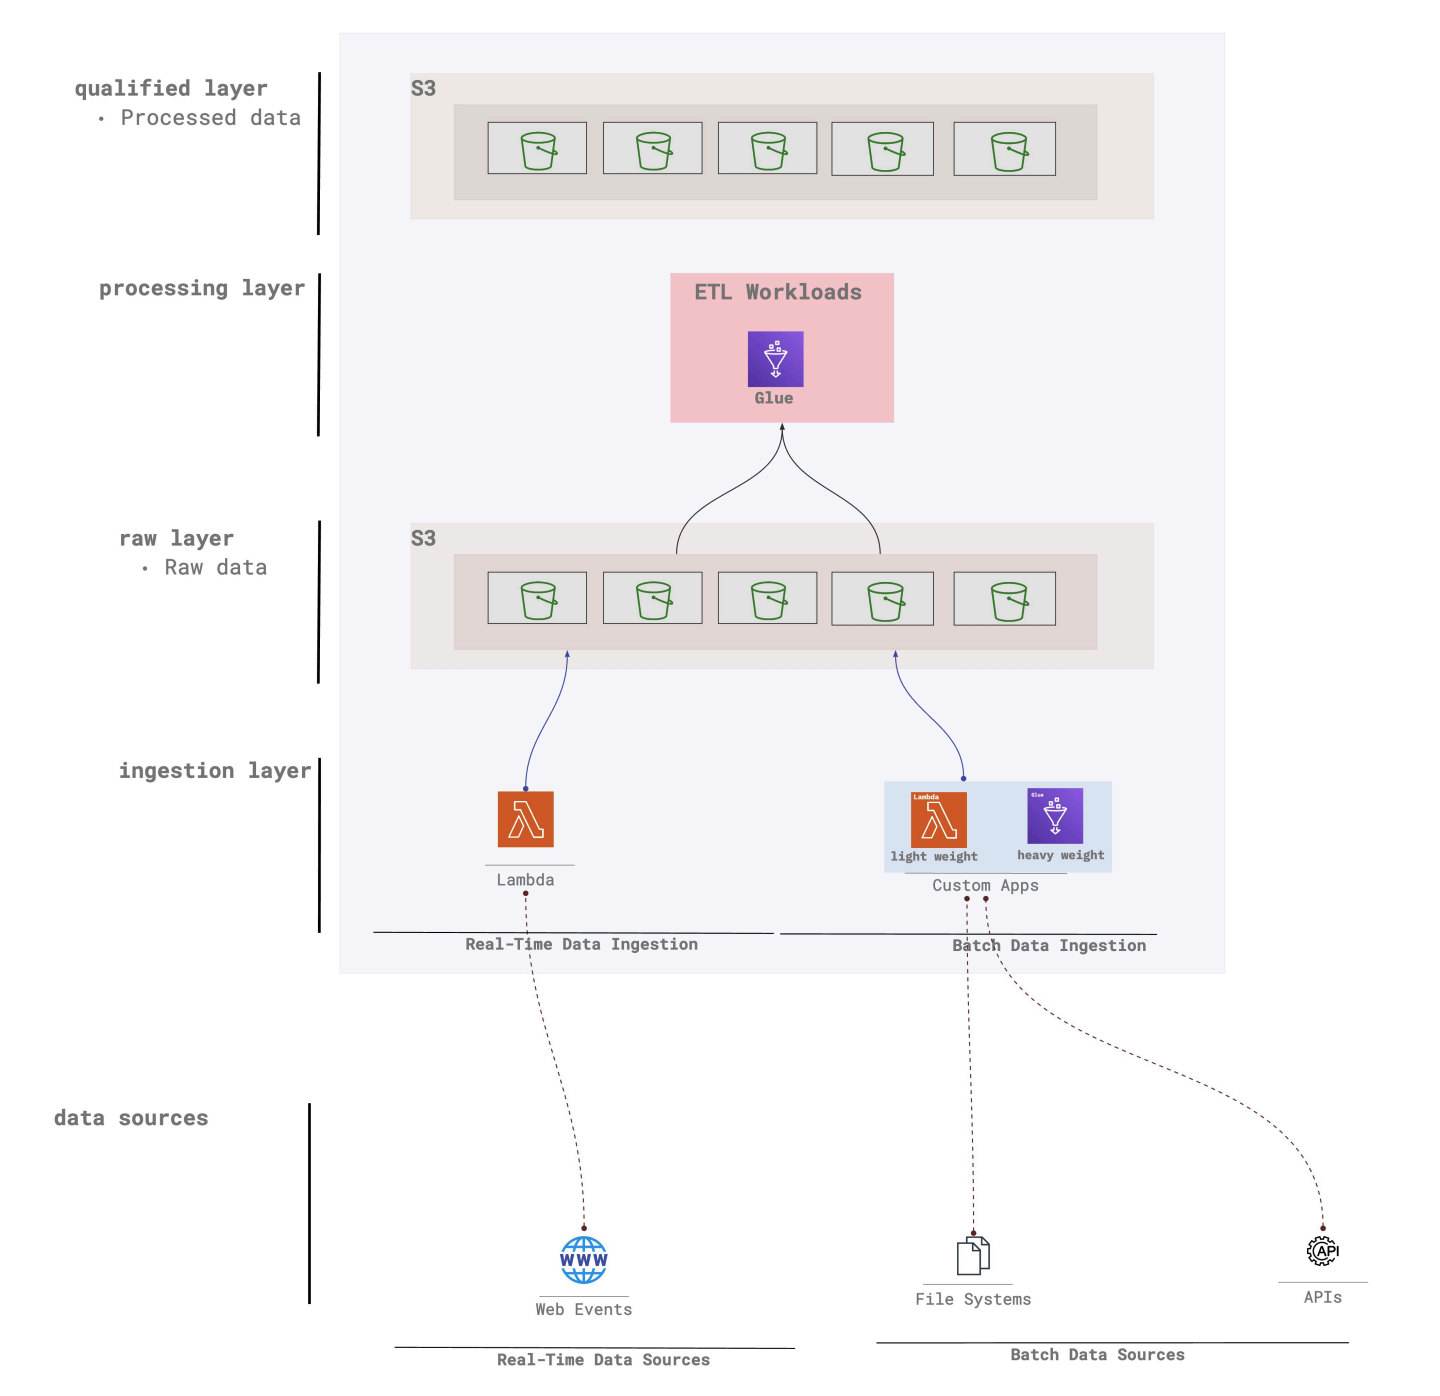 qualified layer
• Processed data
S3
processing layer
ETL Workloads
Glue
raw layer
• Raw data
S3
ingestion layer
Lambda
Lambda
light weight
Glue
heavy weight
Custom Apps
Real-Time Data Ingestion
Batch Data Ingestion
data sources
WWW
Web Events
File Systems
API
APIs
Real-Time Data Sources
Batch Data Sources